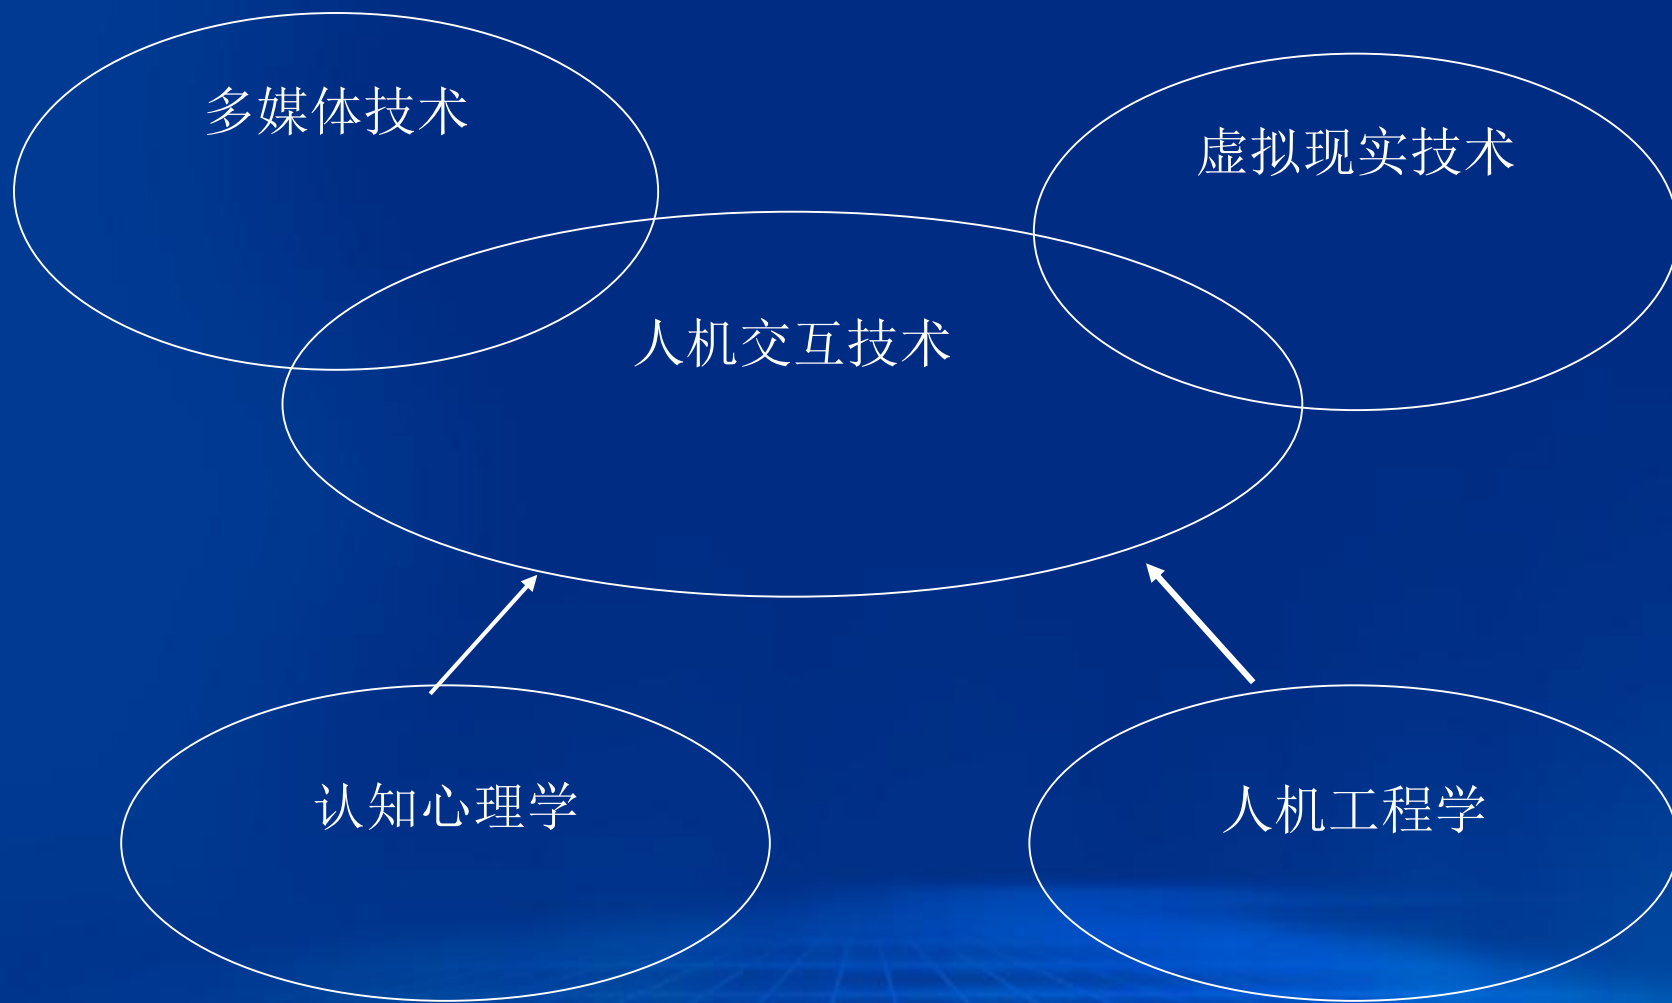 多媒体技术
虚拟现实技术
人机交互技术
认知心理学
人机工程学